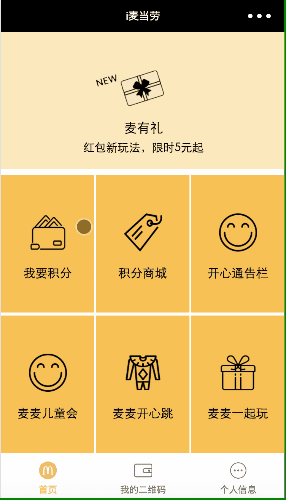 i麦当劳
NEW
麦有礼
红包新玩法，限时5元起
我要积分
积分商城
开心通告栏
麦麦儿童会
麦麦开心跳
麦麦一起玩
首页
我的二维码
个人信息